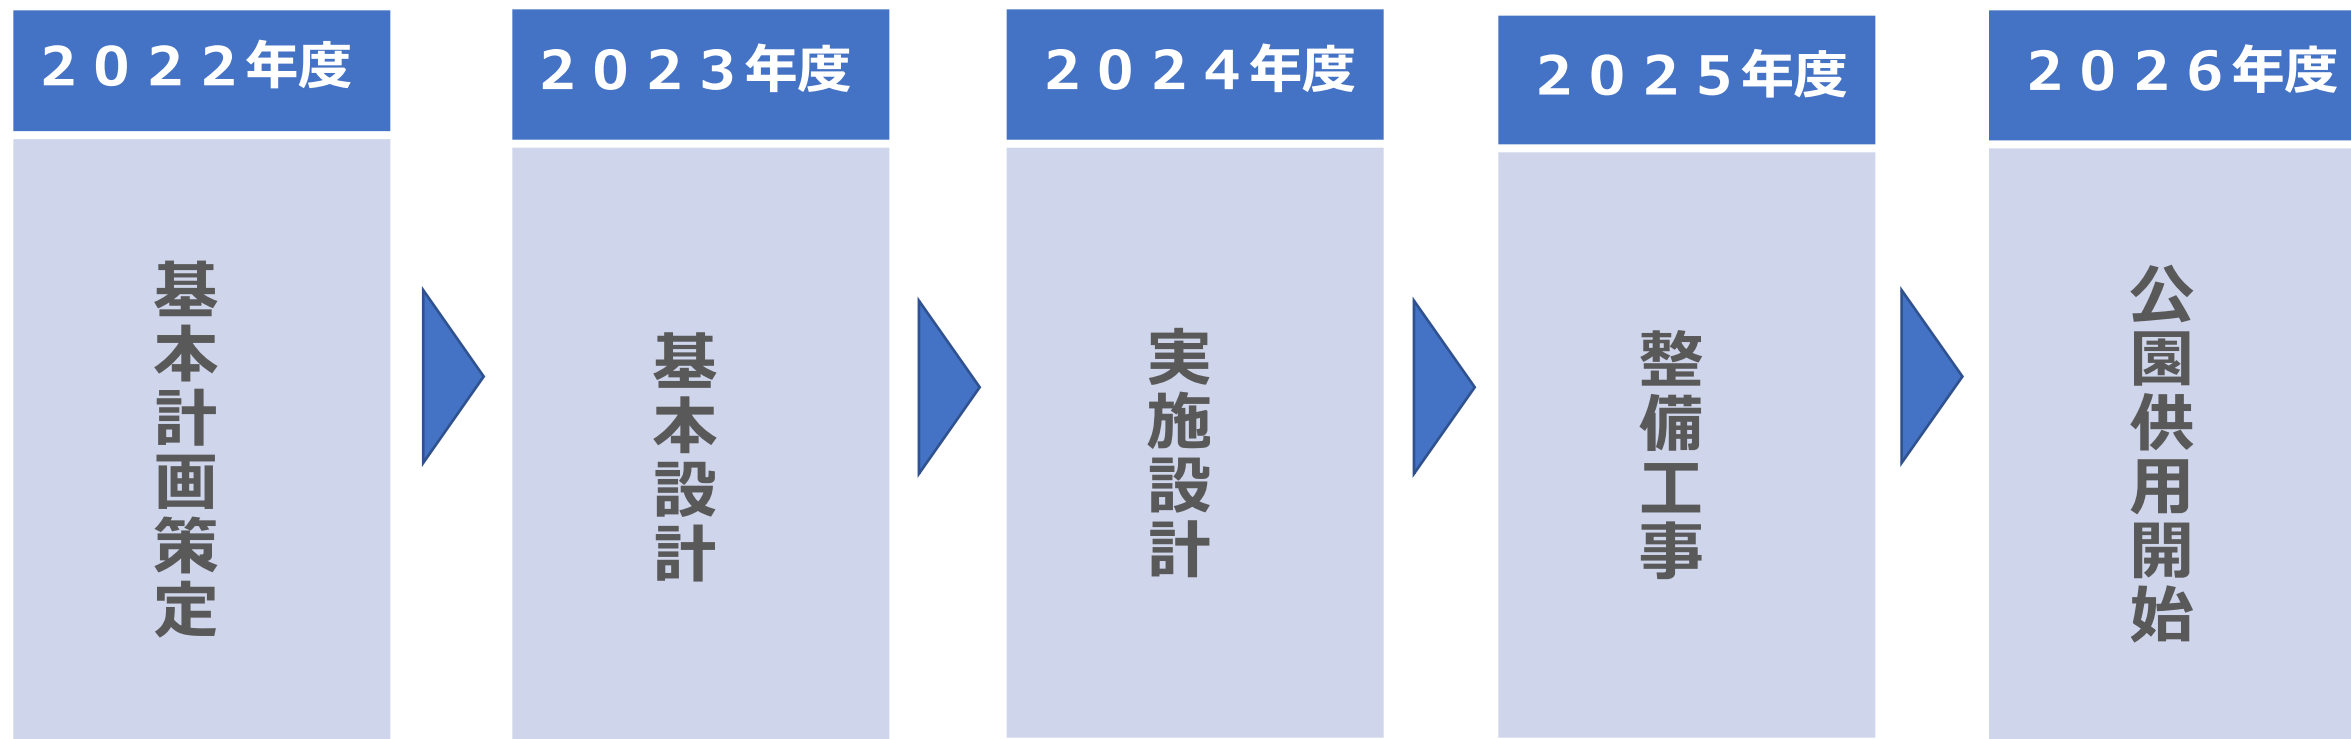 ２０２２年度
基本計画策定
２０２３年度
基本設計
２０２４年度
実施設計
２０２５年度
整備工事
２０２６年度
公園供用開始